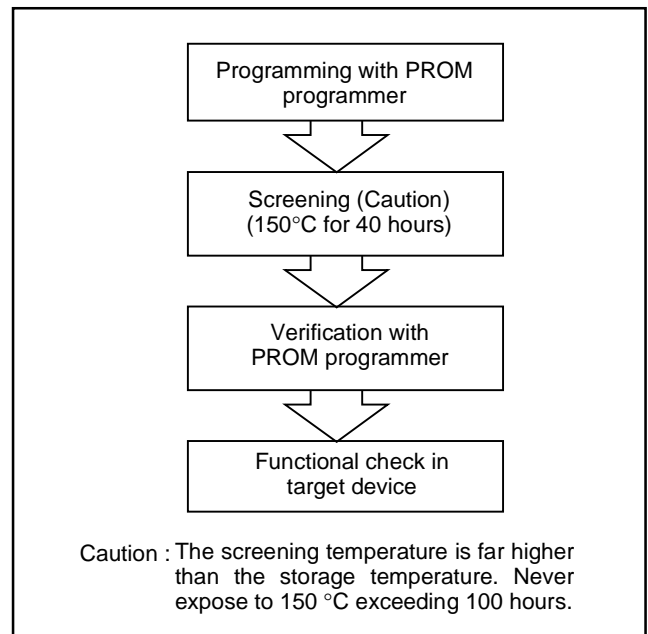 Programming with PROM
programmer
Screening (Caution)
(150°C for 40 hours)
Verification with
PROM programmer
Functional check in
target device
Caution : The screening temperature is far higher
than the storage temperature. Never
expose to 150 °C exceeding 100 hours.